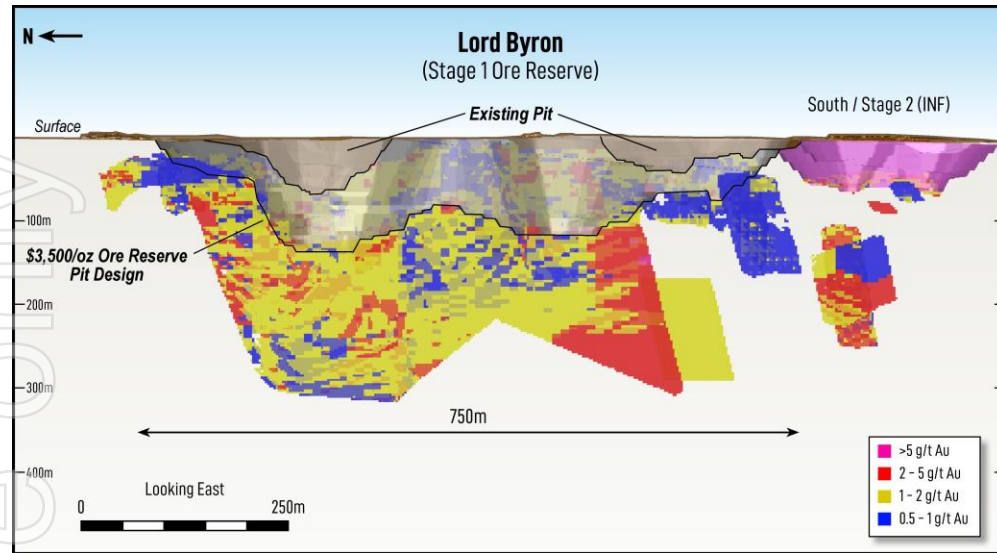 N
Lord Byron
(Stage 1 Ore Reserve)
Existing Pit
South / Stage 2 (INF)
Surface
-100m
$3,500/oz Ore Reserve
Pit Design
-200m
-300m
750m
-400m
Looking East
0
250m
>5 g/t Au
2 - 5 g/t Au
1 - 2 g/t Au
0.5 - 1 g/t Au
only
e